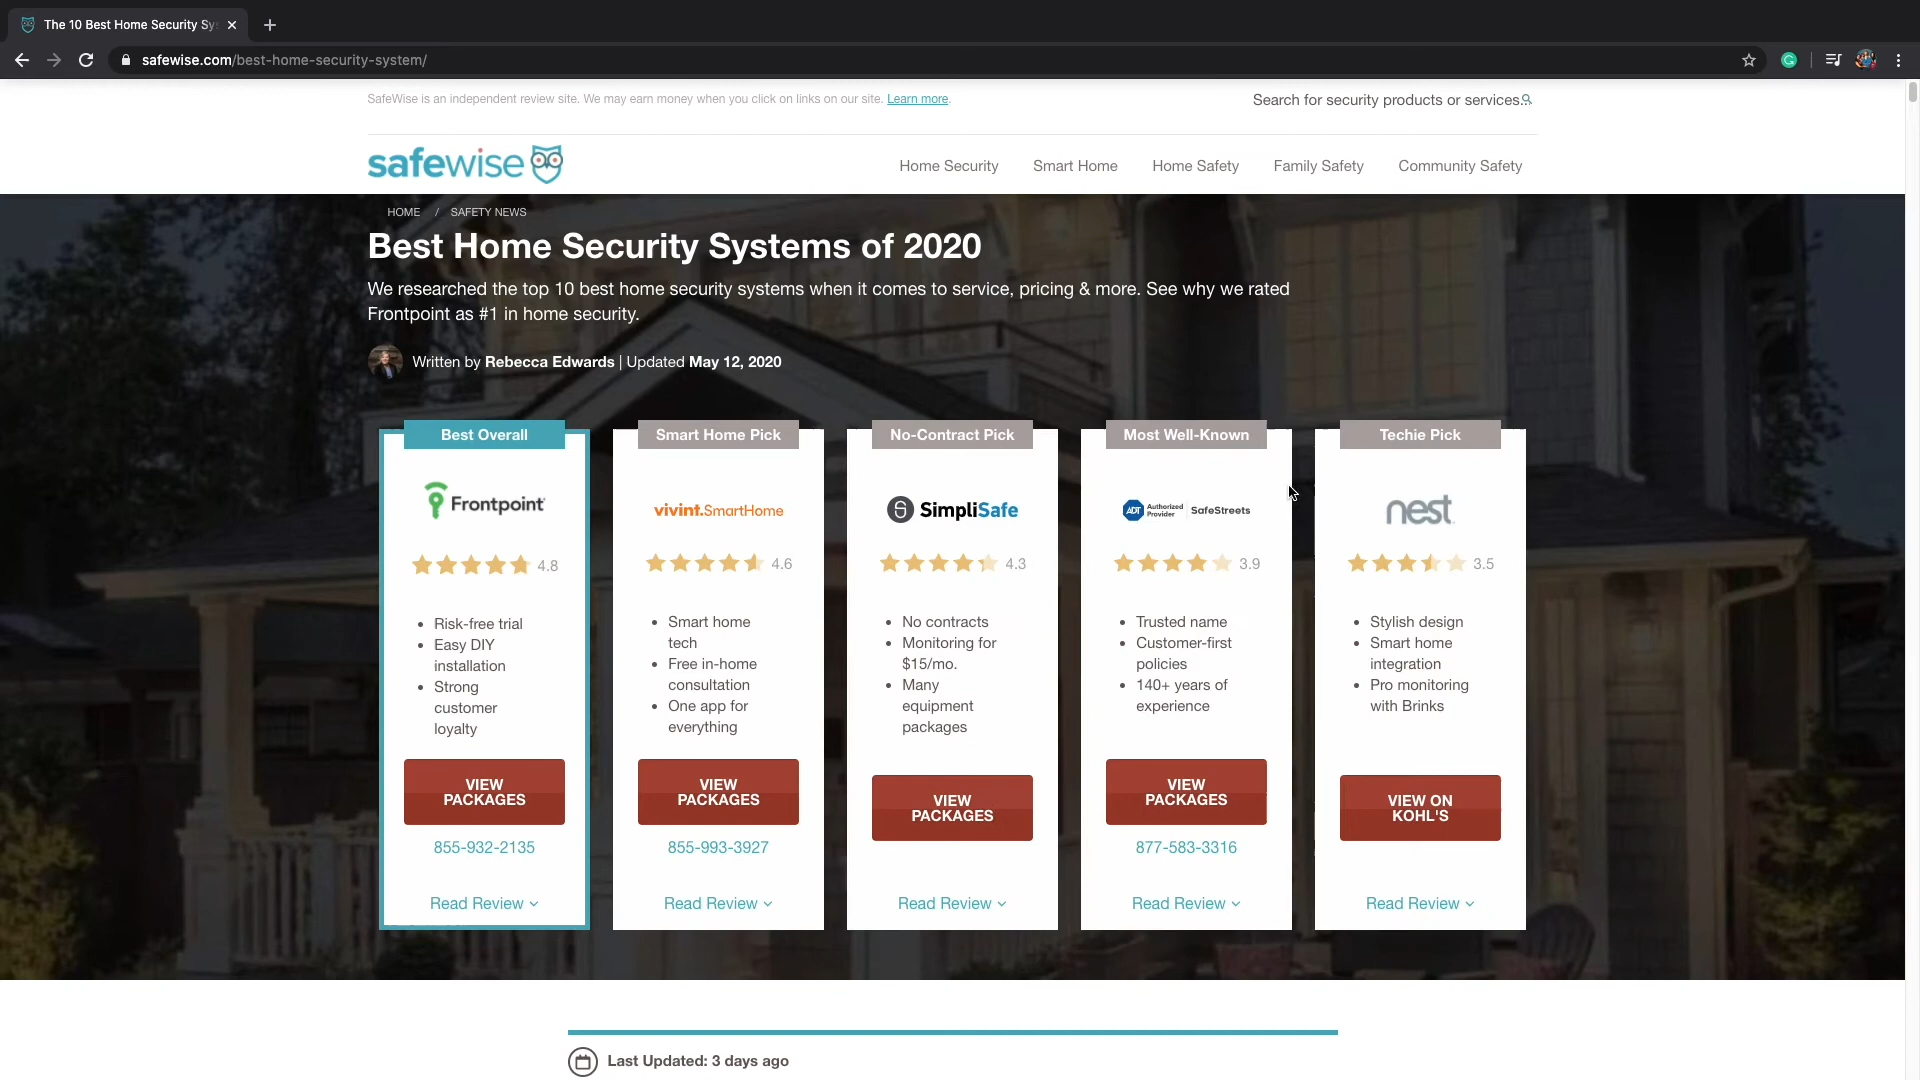 The 10 Best Home Security Sy
safewise.com/best-home-security-system/
SafeWise is an independent review site. We may earn money when you click on links on our site. Learn more.
Search for security products or services...
safewise
Home Security
Smart Home
Home Safety
Family Safety
Community Safety
HOME / SAFETY NEWS
Best Home Security Systems of 2020
We researched the top 10 best home security systems when it comes to service, pricing & more. See why we rated
Frontpoint as #1 in home security.
Written by Rebecca Edwards | Updated May 12, 2020
Best Overall
Frontpoint
4.8
Risk-free trial
Easy DIY
installation
Strong
customer
loyalty
VIEW
PACKAGES
855-932-2135
Read Review
Smart Home Pick
vivint.SmartHome
4.6
Smart home
tech
Free in-home
consultation
One app for
everything
VIEW
PACKAGES
855-993-3927
Read Review
No-Contract Pick
SimpliSafe
4.3
No contracts
Monitoring for
$15/mo.
Many
equipment
packages
VIEW
PACKAGES
Read Review
Most Well-Known
ADT Authorized
Provider
SafeStreets
3.9
Trusted name
Customer-first
policies
140+ years of
experience
VIEW
PACKAGES
877-583-3316
Read Review
Techie Pick
nest
3.5
Stylish design
Smart home
integration
Pro monitoring
with Brinks
VIEW ON
KOHL'S
Read Review
Last Updated: 3 days ago